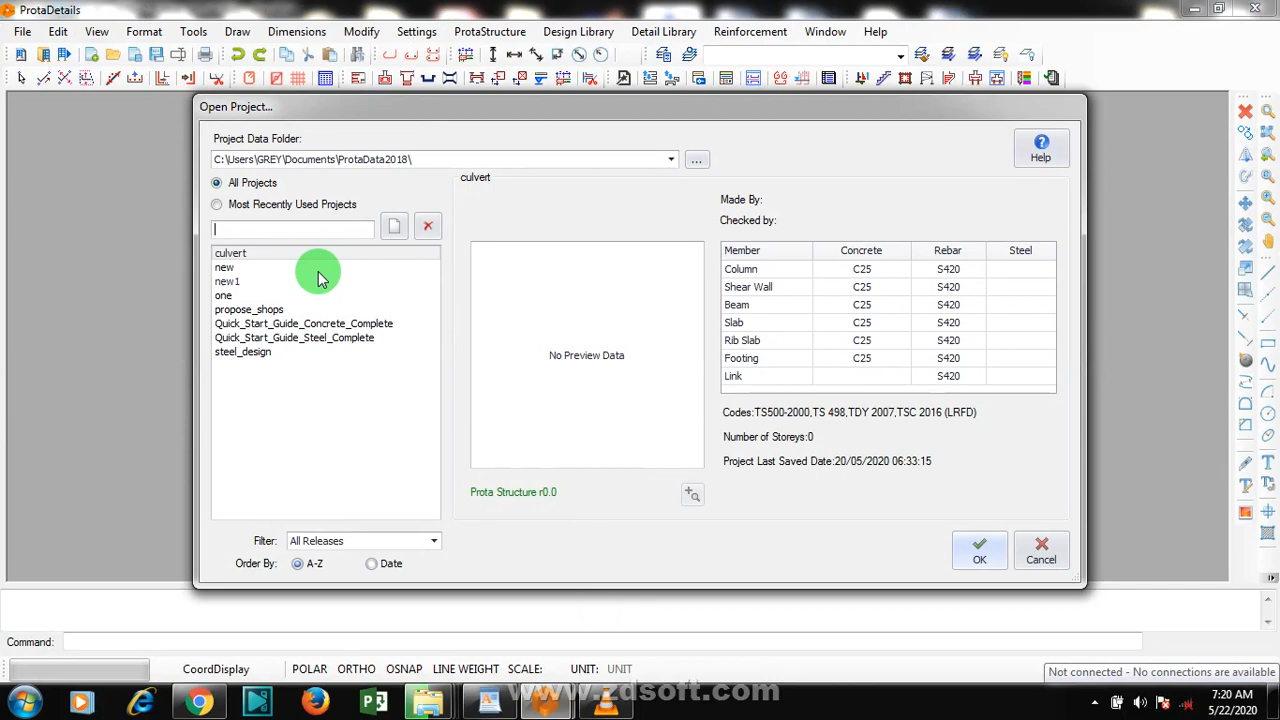 ProtaDetails
File Edit View Format Tools Draw Dimensions Modify Settings ProtaStructure Design Library Detail Library Reinforcement Window Help
Open Project...
Project Data Folder:
C:\Users\GREY\Documents\ProtaData2018\
...
Help
All Projects
Most Recently Used Projects
culvert
new
new1
one
propose_shops
Quick_Start_Guide_Concrete_Complete
Quick_Start_Guide_Steel_Complete
steel_design
Filter: All Releases
Order By: A-Z Date
culvert
No Preview Data
Prota Structure r0.0
Made By:
Checked by:
Member Concrete Rebar Steel
Column C25 S420
Shear Wall C25 S420
Beam C25 S420
Slab C25 S420
Rib Slab C25 S420
Footing C25 S420
Link S420
Codes:TS500-2000,TS 498,TDY 2007,TSC 2016 (LRFD)
Number of Storeys:0
Project Last Saved Date:20/05/2020 06:33:15
OK Cancel
Command:
CoordDisplay POLAR ORTHO OSNAP LINE WEIGHT SCALE: UNIT: UNIT
Not connected - No connections are available
www.zdsoft.com
7:20 AM
5/22/2020